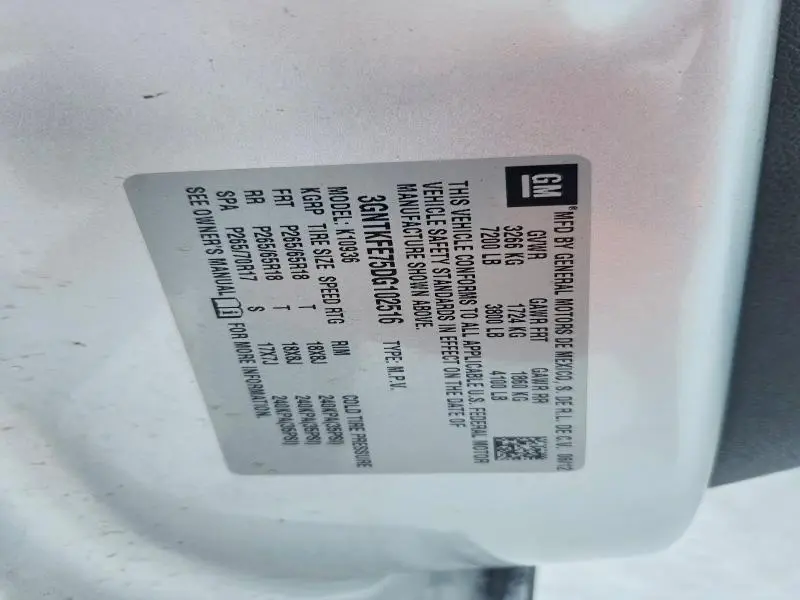 GM
®MFD BY GENERAL MOTORS DE MEXICO, S. DE R.L. DE C.V. 06/12
GVWR GAWR FRT GAWR RR
3266 KG 1724 KG 1860 KG
7200 LB 3800 LB 4100 LB
THIS VEHICLE CONFORMS TO ALL APPLICABLE U.S. FEDERAL MOTOR
VEHICLE SAFETY STANDARDS IN EFFECT ON THE DATE OF
MANUFACTURE SHOWN ABOVE.
3GNTKFE75DG102516 TYPE: M.P.V.
MODEL: K10936 COLD TIRE PRESSURE
KGRP TIRE SIZE SPEED RTG RIM
FRT P265/65R18 T 18X8J 240KPA(35PSI)
RR P265/65R18 T 18X8J 240KPA(35PSI)
SPA P265/70R17 S 17X7J 240KPA(35PSI)
SEE OWNER'S MANUAL FOR MORE INFORMATION.